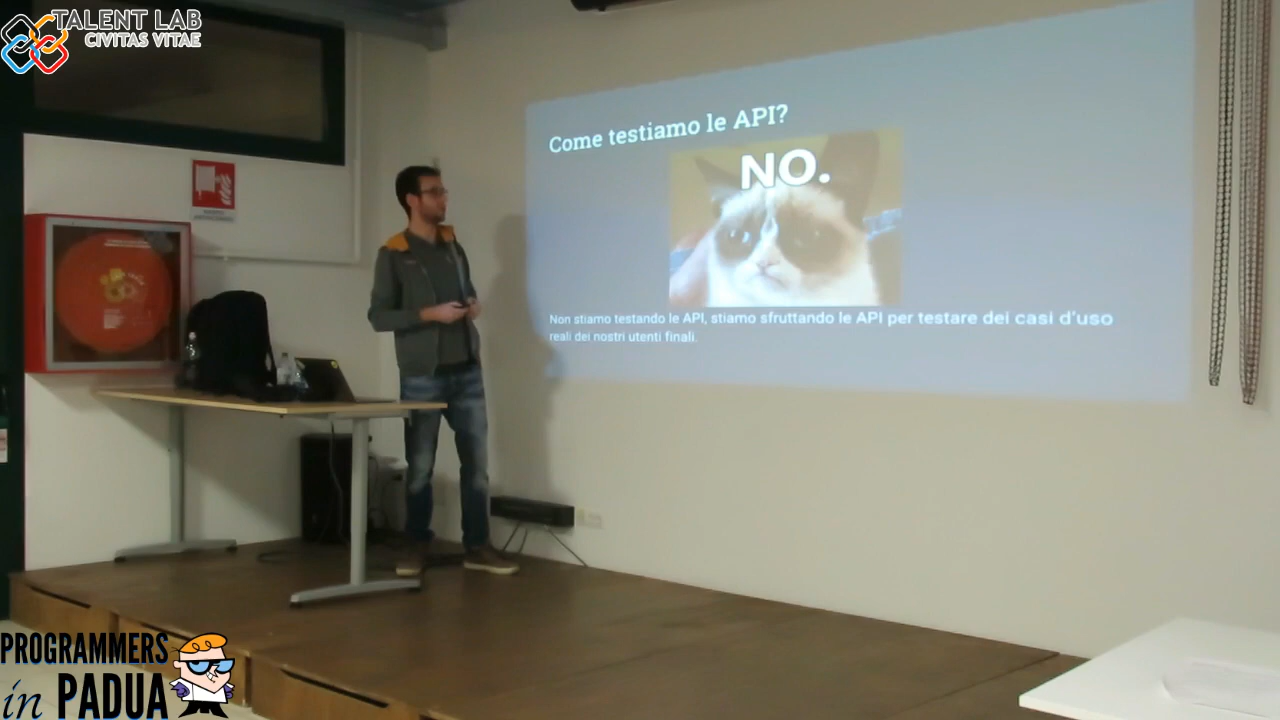 TALENT LAB
CIVITAS VITAE
Come testiamo le API?
NO.
Non stiamo testando le API, stiamo sfruttando le API per testare dei casi d'uso
reali dei nostri utenti finali.
PROGRAMMERS
in PADUA